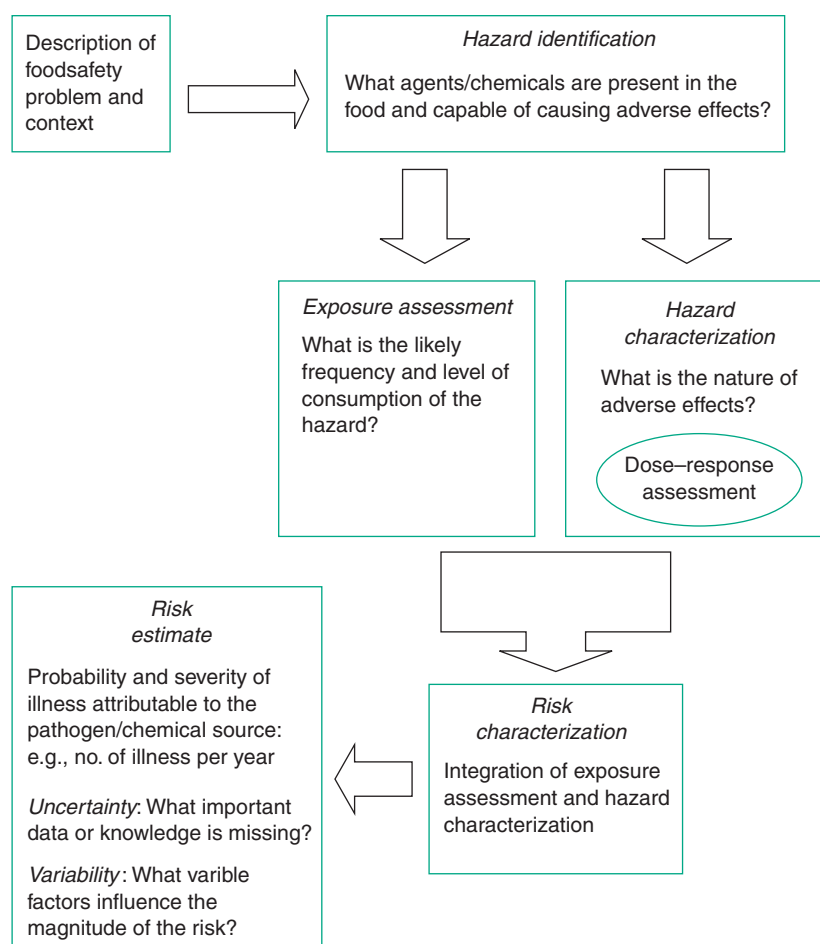 Description of
foodsafety
problem and
context
Hazard identification
What agents/chemicals are present in the
food and capable of causing adverse effects?
Exposure assessment
What is the likely
frequency and level of
consumption of the
hazard?
Hazard
characterization
What is the nature of
adverse effects?
Dose–response
assessment
Risk
characterization
Integration of exposure
assessment and hazard
characterization
Risk
estimate
Probability and severity of
illness attributable to the
pathogen/chemical source:
e.g., no. of illness per year
Uncertainty: What important
data or knowledge is missing?
Variability: What varible
factors influence the
magnitude of the risk?